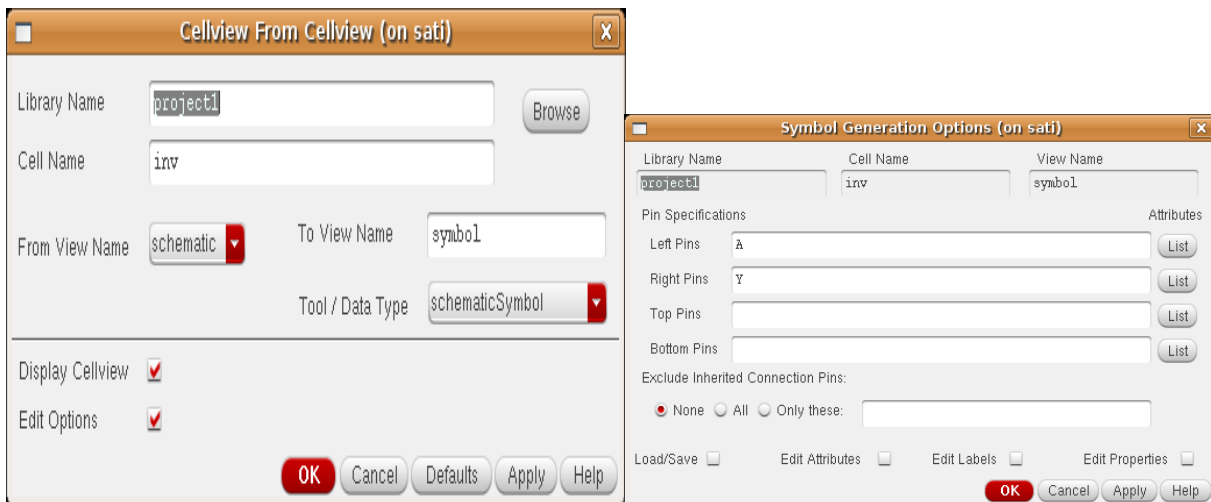 Cellview From Cellview (on sati)
Library Name project1 Browse
Cell Name inv
From View Name schematic To View Name symbol
Tool / Data Type schematicSymbol
Display Cellview
Edit Options
OK Cancel Defaults Apply Help
Symbol Generation Options (on sati)
Library Name Cell Name View Name
project1 inv symbol
Pin Specifications Attributes
Left Pins A List
Right Pins Y List
Top Pins List
Bottom Pins List
Exclude Inherited Connection Pins:
None All Only these:
Load/Save Edit Attributes Edit Labels Edit Properties
OK Cancel Apply Help